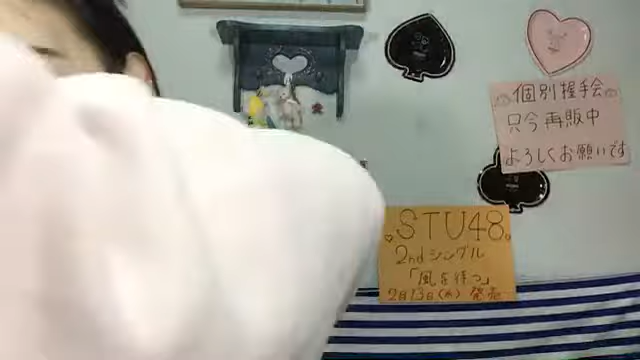 個別握手会
只今再販中
よろしくお願いです
STU48
2ndシングル
「風を待つ」
2月13日(水) 発売